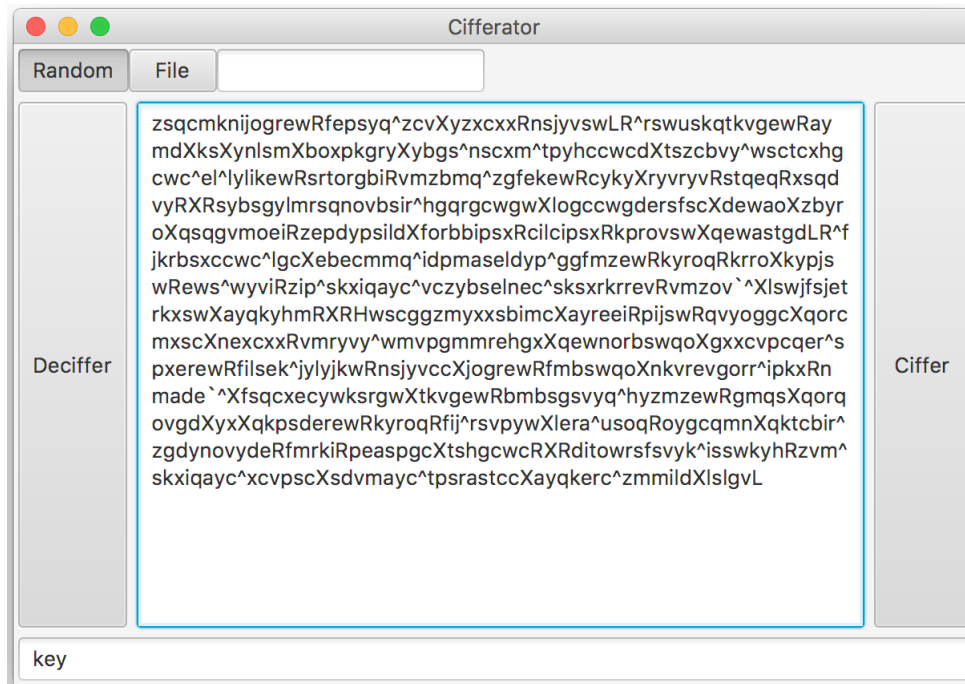 Cifferator
Random File
zsqcmknijogrewRfepsyq^zcvXyzxcxxRnsjyvswLR^rswuskqtkvgewRay
mdXksXynlsmXboxpkgryXybgs^nscxm^tpyhccwcdXtszcbvy^wsctcxhg
cwc^el^lylikewRsrtorgbiRvmzbmq^zgfekewRcykyXryvryvRstqeqRxsqd
vyRXRsybsgylmrsqnovbsir^hgqrgcwgwXlogccwgdersfscXdewaoXzbyr
oXqsqgvmoeiRzepdypsildXforbbipsxRcilcipsxRkprovswXqewastgdLR^f
jkrbsxccwc^lgcXebecmmq^idpmaseldyp^ggfmzewRkyroqRkrroXkypjs
wRews^wyviRzip^skxiqayc^vczybselnec^sksxrkrrevRvmzov`^Xlswjfsjet
rkxswXayqkyhmRXRHwscggzmyxxsbimcXayreeiRpijswRqvyoggcXqorc
mxscXnexcxxRvmryvy^wmvpgmmrehgxXqewnorbswqoXgxxcvpcqer^s
pxerewRfilsek^jylyjkwRnsjyvccXjogrewRfmbswqoXnkvrevgorr^ipkxRn
made`^XfsqcxecywksrgwXtkvgewRbmbsgsvyq^hyzmzewRgmqsXqorq
ovgdXyxXqkpsderewRkyroqRfij^rsvpywXlera^usoqRoygcqmnXqktcbir^
zgdynovydeRfmrkiRpeaspgcXtshgcwcRXRditowrsfsvyk^isswkyhRzvm^
skxiqayc^xcvpscXsdvmayc^tpsrastccXayqkerc^zmmildXlslgvL
Deciffer
Ciffer
key